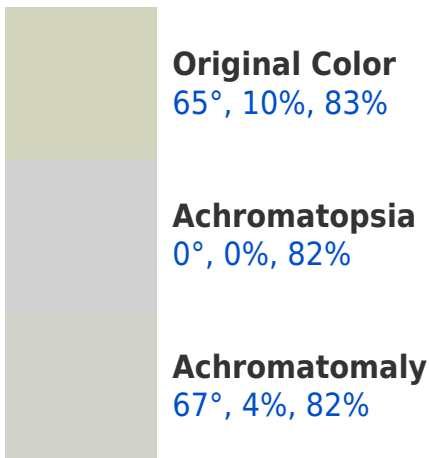 Original Color
65°, 10%, 83%
Achromatopsia
0°, 0%, 82%
Achromatomaly
67°, 4%, 82%